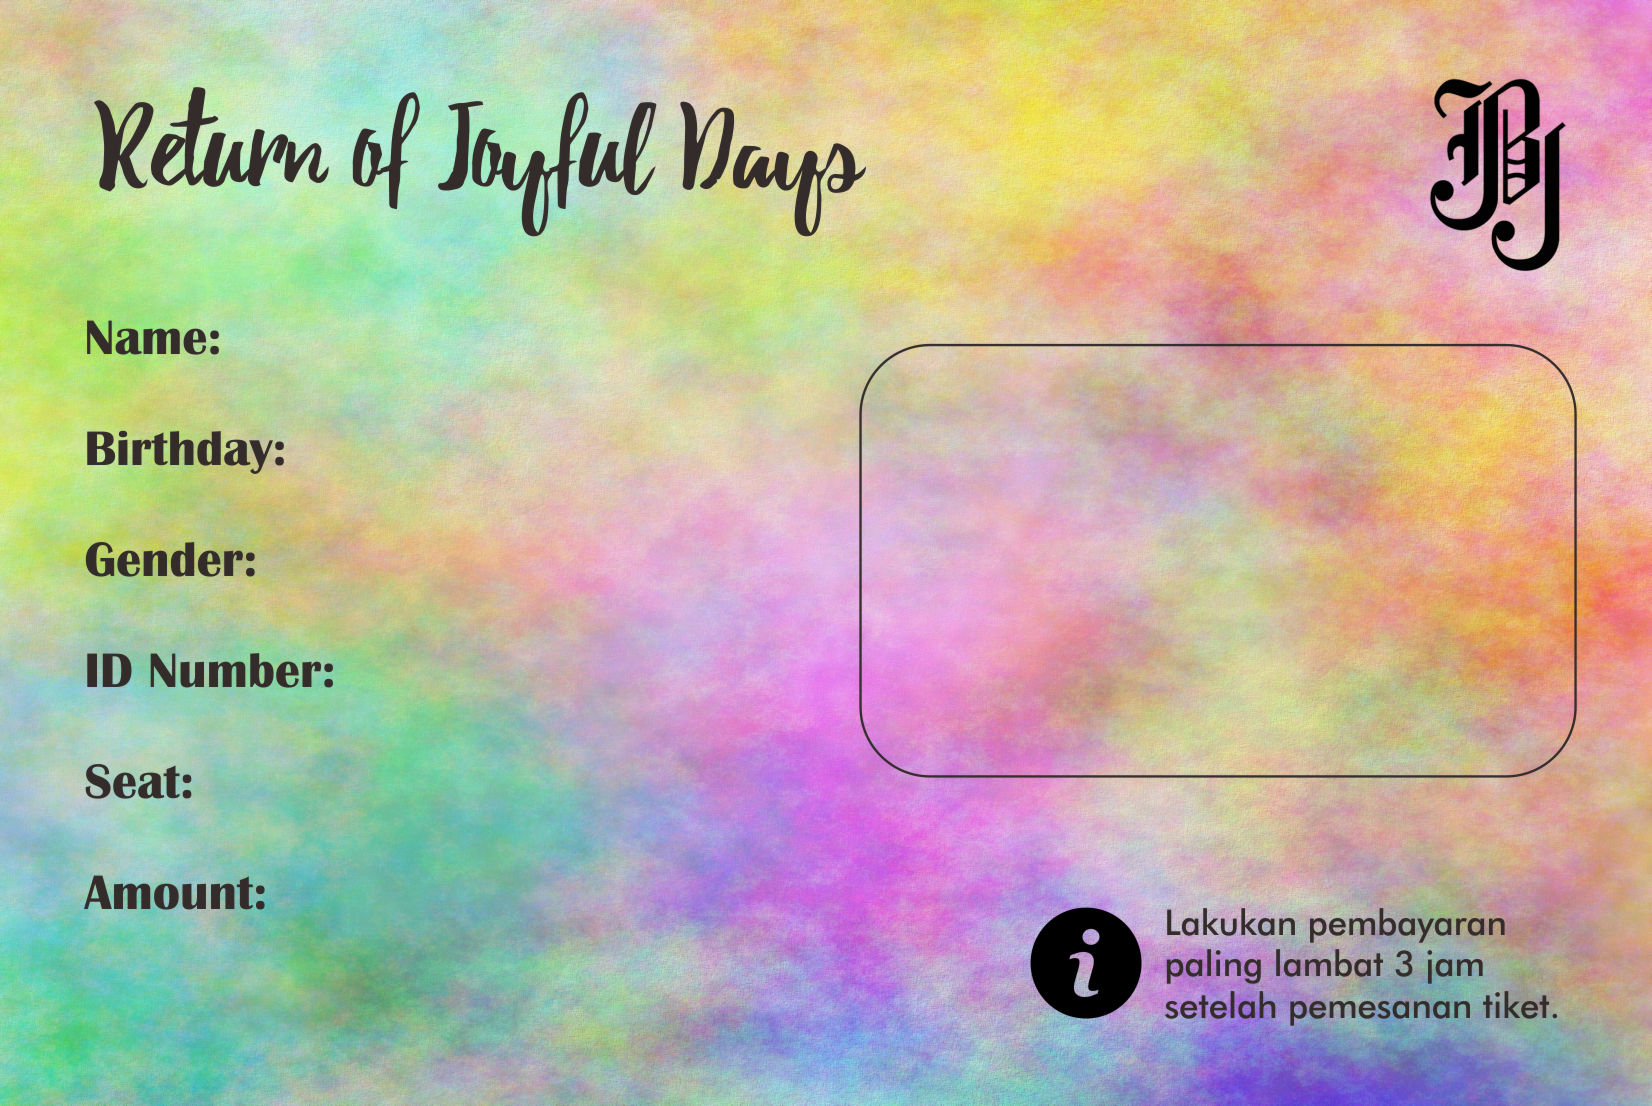 Return of Joyful Days
Name:
Birthday:
Gender:
ID Number:
Seat:
Amount:
i
Lakukan pembayaran
paling lambat 3 jam
setelah pemesanan tiket.